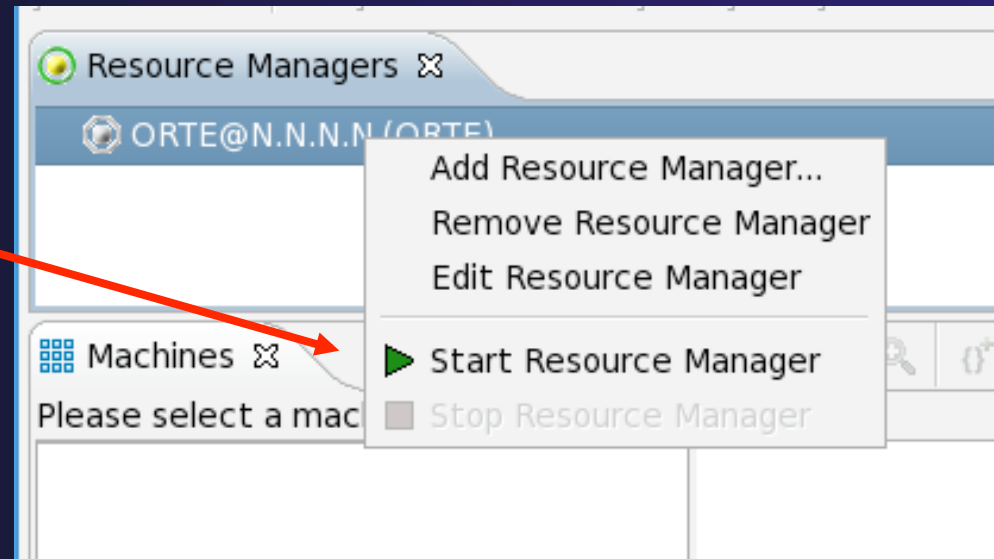 Resource Managers
ORTE@N.N.N.N (ORTE)
Add Resource Manager...
Remove Resource Manager
Edit Resource Manager
Machines
Start Resource Manager
Please select a mac
Stop Resource Manager